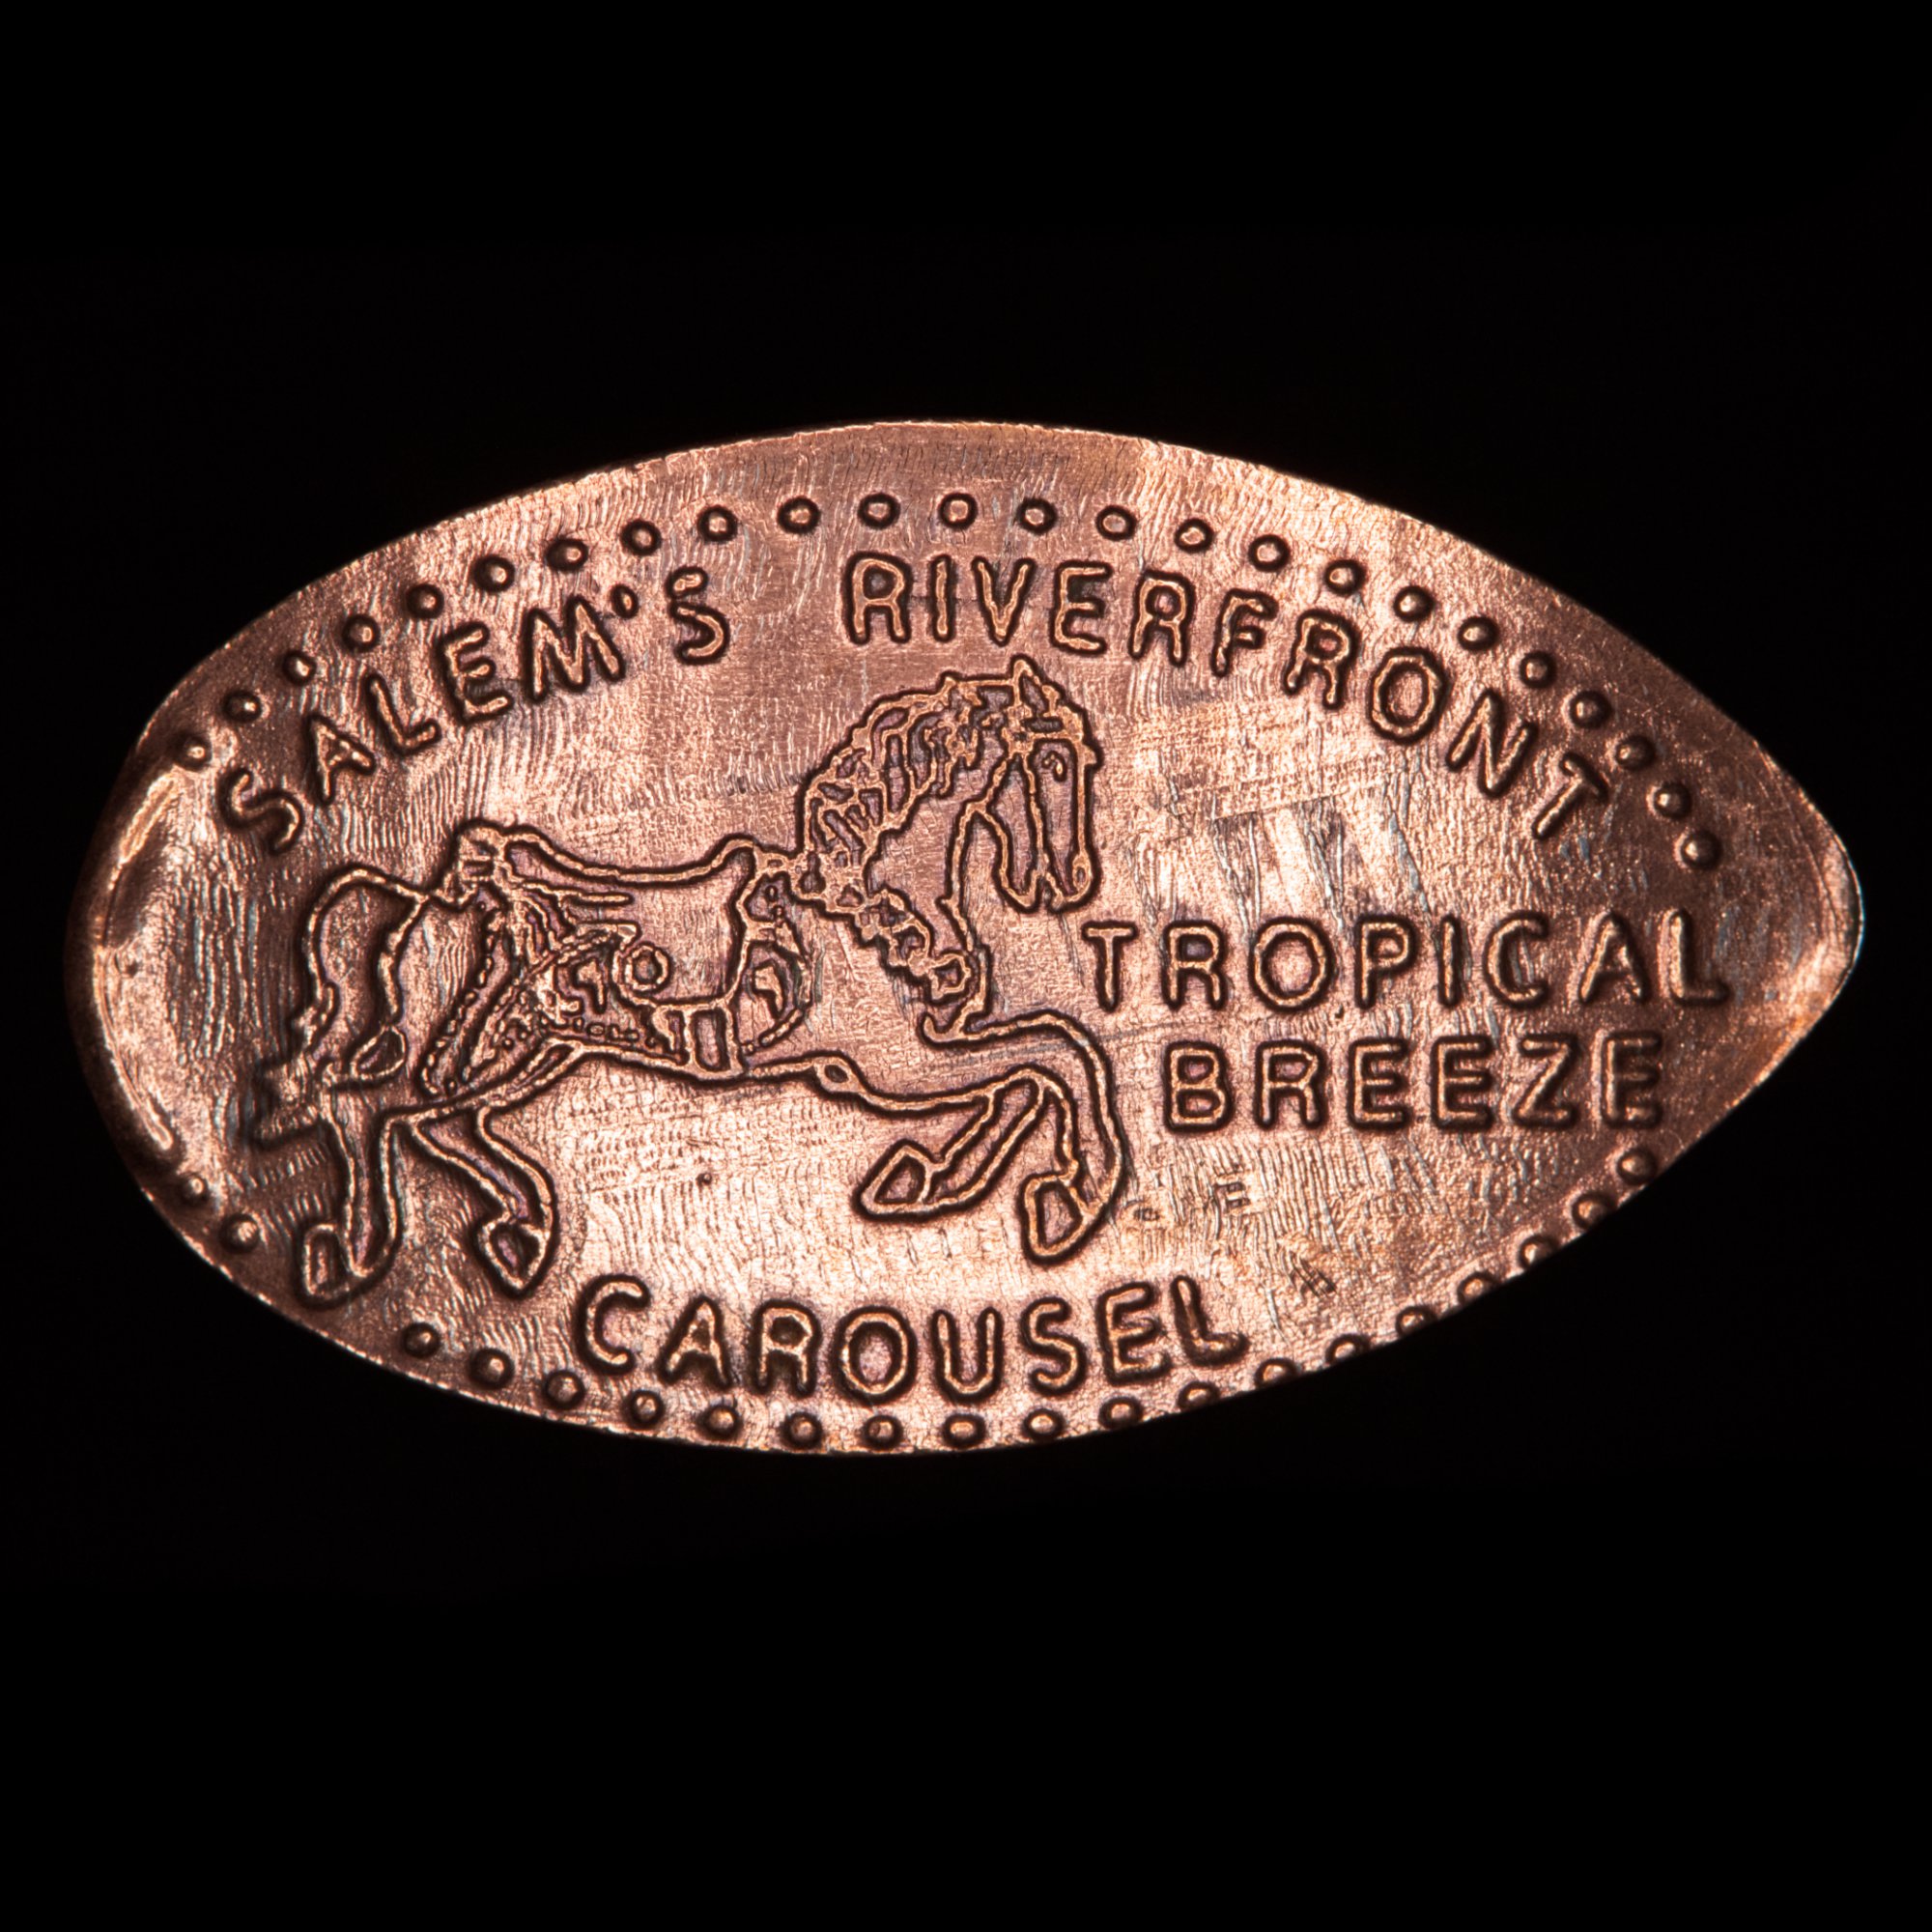 SALEM'S RIVERFRONT
TROPICAL
BREEZE
CAROUSEL